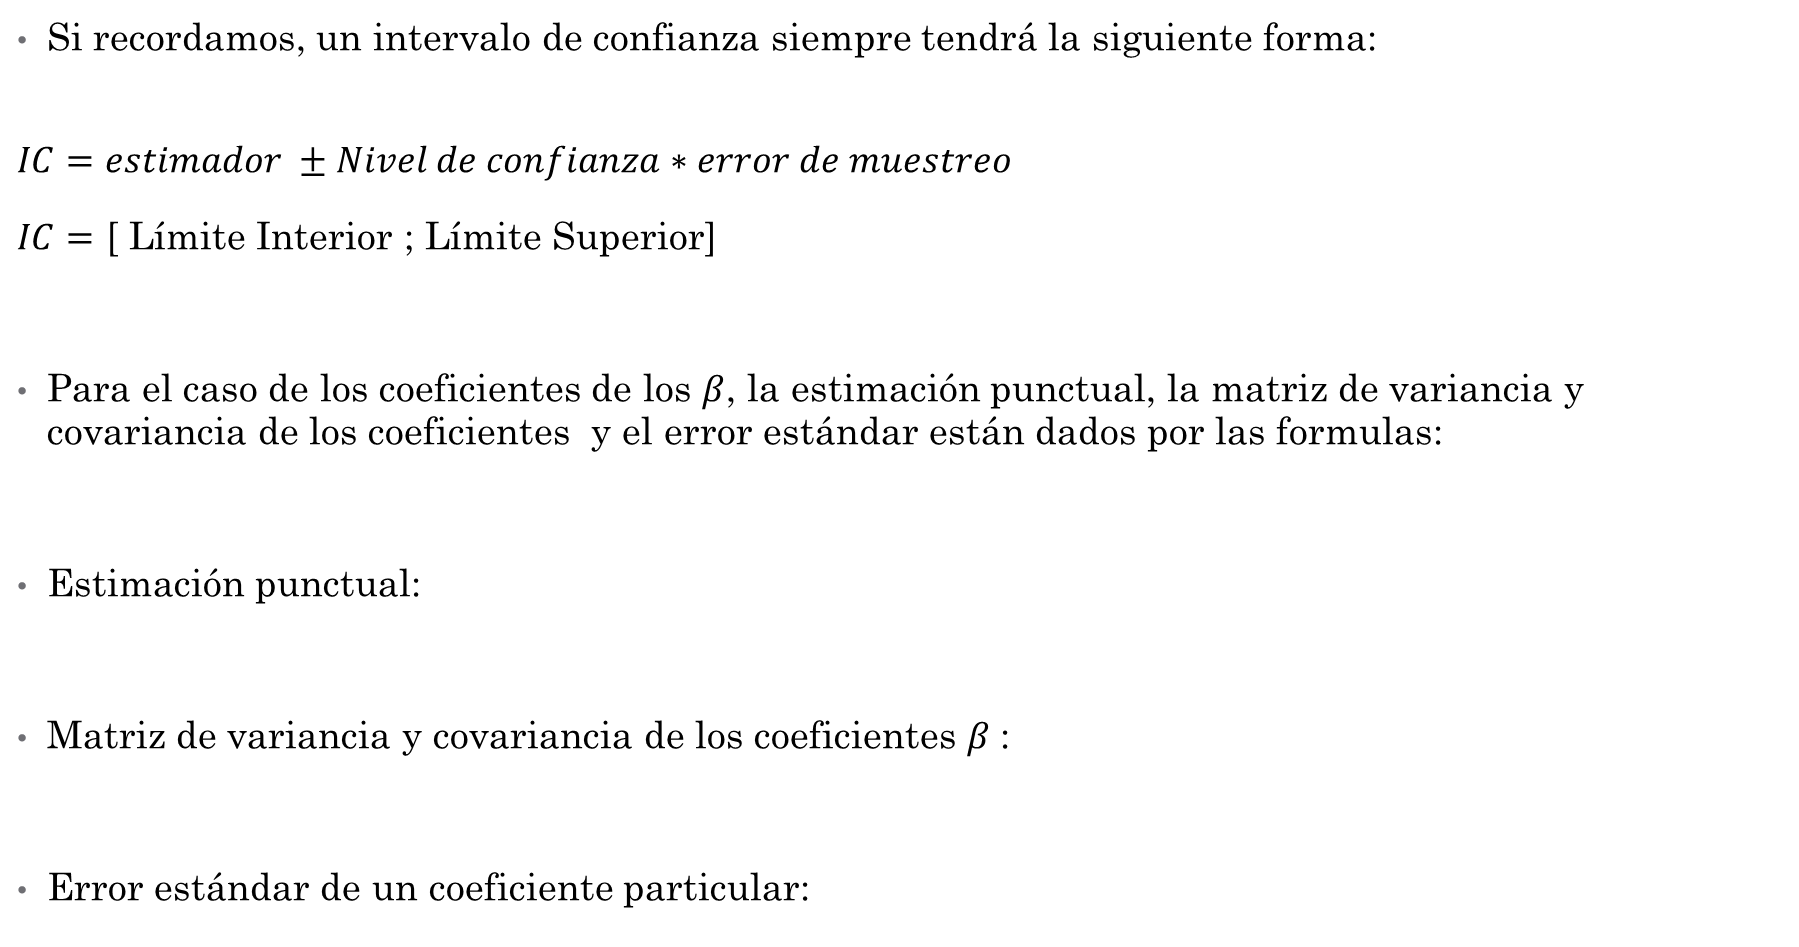 • Si recordamos, un intervalo de confianza siempre tendrá la siguiente forma:
IC = estimador ± Nivel de confianza * error de muestreo
IC = [ Límite Interior ; Límite Superior]
• Para el caso de los coeficientes de los β, la estimación punctual, la matriz de variancia y
covariancia de los coeficientes y el error estándar están dados por las formulas:
• Estimación punctual:
• Matriz de variancia y covariancia de los coeficientes β :
• Error estándar de un coeficiente particular: